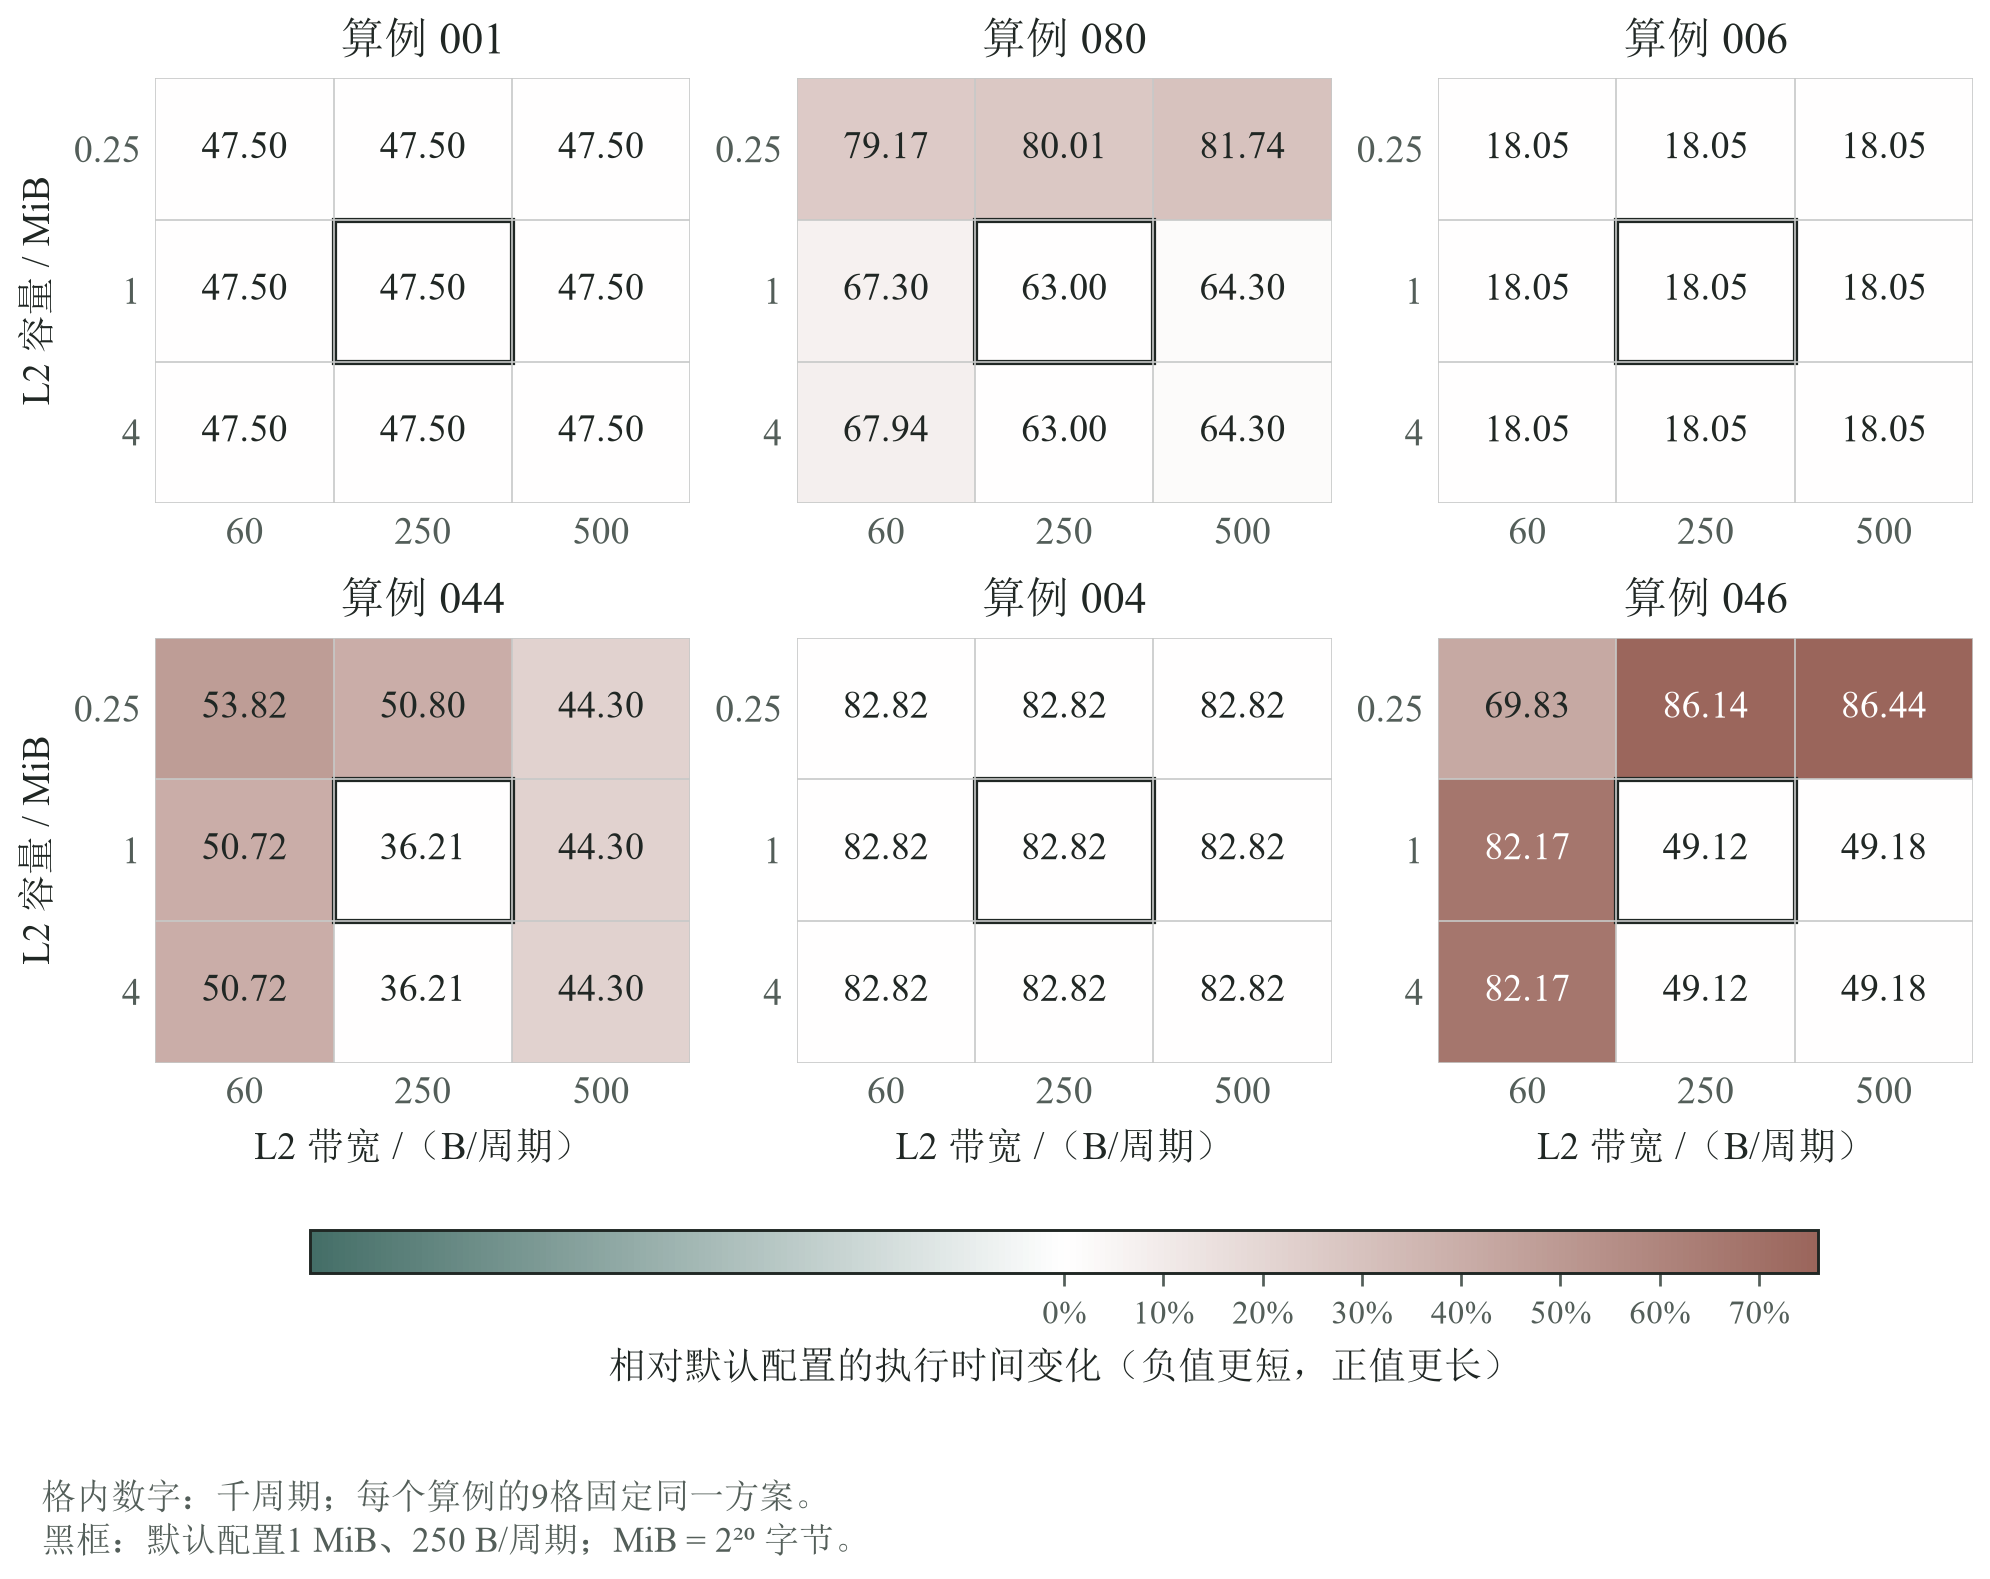 算例 001 算例 080 算例 006
0.25 47.50 47.50 47.50 0.25 79.17 80.01 81.74 0.25 18.05 18.05 18.05
L2 容量 / MiB
1 47.50 47.50 47.50 1 67.30 63.00 64.30 1 18.05 18.05 18.05
4 47.50 47.50 47.50 4 67.94 63.00 64.30 4 18.05 18.05 18.05
60 250 500 60 250 500 60 250 500
算例 044 算例 004 算例 046
0.25 53.82 50.80 44.30 0.25 82.82 82.82 82.82 0.25 69.83 86.14 86.44
L2 容量 / MiB
1 50.72 36.21 44.30 1 82.82 82.82 82.82 1 82.17 49.12 49.18
4 50.72 36.21 44.30 4 82.82 82.82 82.82 4 82.17 49.12 49.18
60 250 500 60 250 500 60 250 500
L2 带宽 /（B/周期） L2 带宽 /（B/周期） L2 带宽 /（B/周期）
0% 10% 20% 30% 40% 50% 60% 70%
相对默认配置的执行时间变化（负值更短，正值更长）
格内数字：千周期；每个算例的9格固定同一方案。
黑框：默认配置1 MiB、250 B/周期；MiB = 2²⁰ 字节。